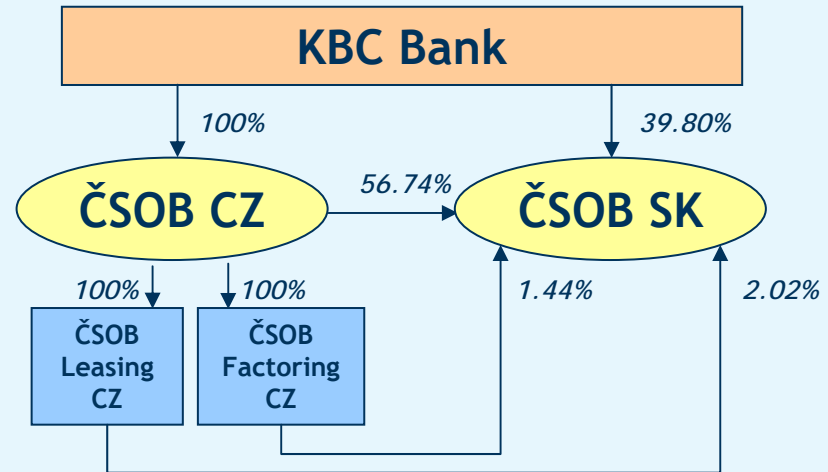 KBC Bank
100%
39.80%
ČSOB CZ
56.74%
ČSOB SK
100%
100%
1.44%
2.02%
ČSOB
Leasing
CZ
ČSOB
Factoring
CZ